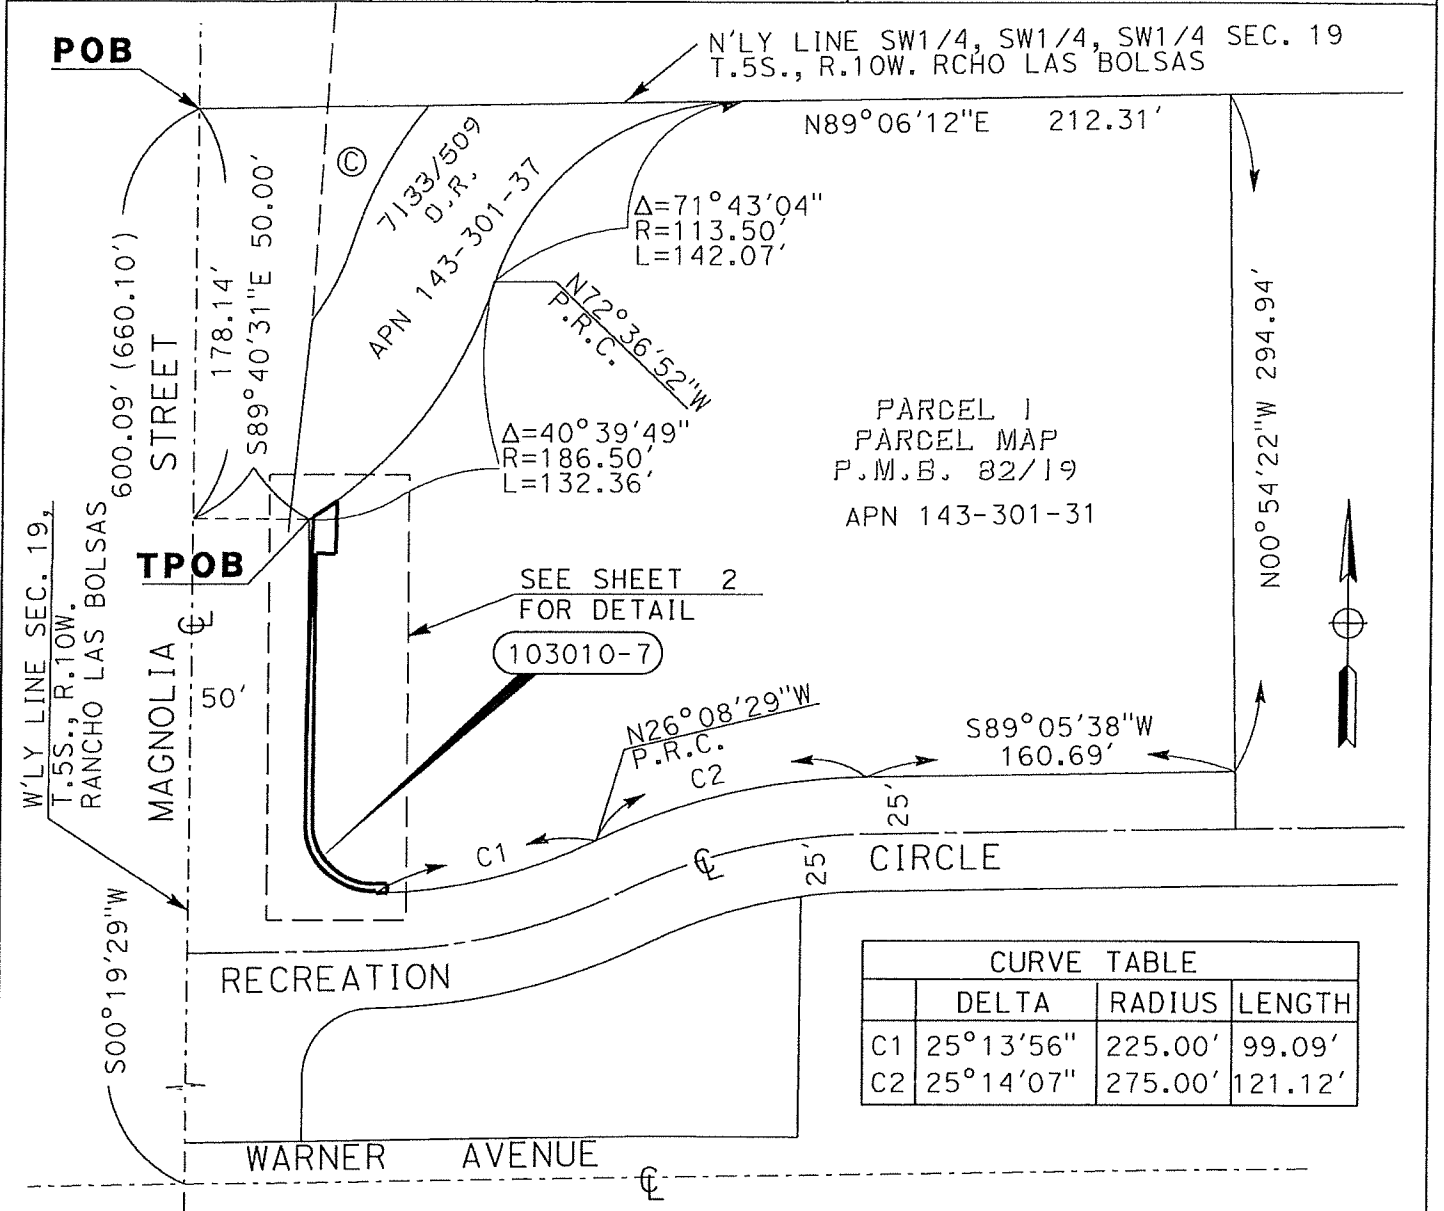 POB
N'LY LINE SW1/4, SW1/4, SW1/4 SEC. 19
T.5S., R.10W. RCHO LAS BOLSAS
N89°06'12"E 212.31'
©
7133/509
O.R.
APN 143-301-37
Δ=71°43'04"
R=113.50'
L=142.07'
N72°36'52"W
P.R.C.
600.09' (660.10')
178.14'
S89°40'31"E 50.00'
STREET
Δ=40°39'49"
R=186.50'
L=132.36'
PARCEL 1
PARCEL MAP
P.M.B. 82/19
APN 143-301-31
N00°54'22"W 294.94'
TPOB
SEE SHEET 2
FOR DETAIL
103010-7
W'LY LINE SEC. 19,
T.5S., R.10W.
RANCHO LAS BOLSAS
MAGNOLIA
℄
50'
N26°08'29"W
P.R.C.
C2
S89°05'38"W
160.69'
C1
25'
25'
℄
CIRCLE
S00°19'29"W
RECREATION
CURVE TABLE
DELTA RADIUS LENGTH
C1 25°13'56" 225.00' 99.09'
C2 25°14'07" 275.00' 121.12'
WARNER AVENUE
℄